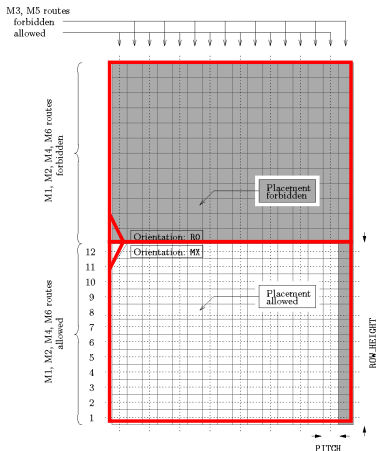 M3, M5 routes
forbidden
allowed
M1, M2, M4, M6 routes
forbidden
Placement
forbidden
Orientation: R0
Orientation: MX
12
11
10
9
8
7
6
5
4
3
2
1
Placement
allowed
M1, M2, M4, M6 routes
allowed
ROW_HEIGHT
PITCH